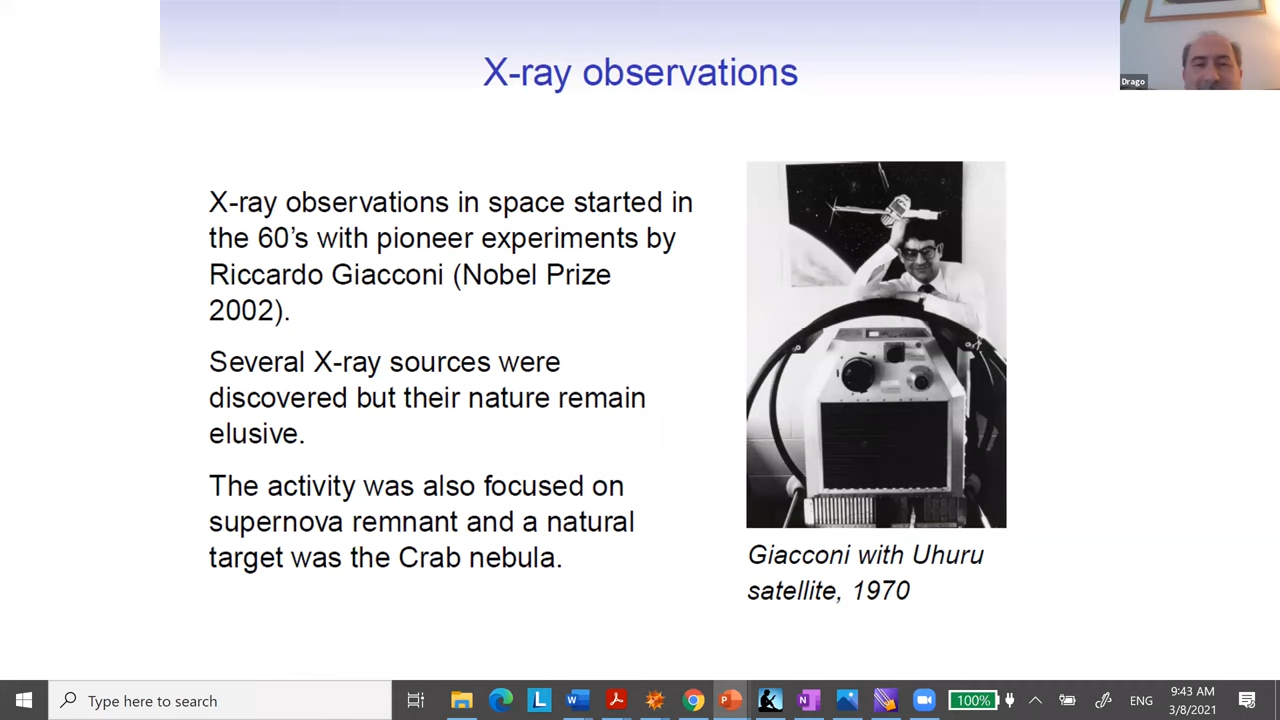 X-ray observations
Drago
X-ray observations in space started in
the 60's with pioneer experiments by
Riccardo Giacconi (Nobel Prize
2002).
Several X-ray sources were
discovered but their nature remain
elusive.
The activity was also focused on
supernova remnant and a natural
target was the Crab nebula.
Giacconi with Uhuru
satellite, 1970
Type here to search
L
W
P
N
100%
ENG
9:43 AM
3/8/2021